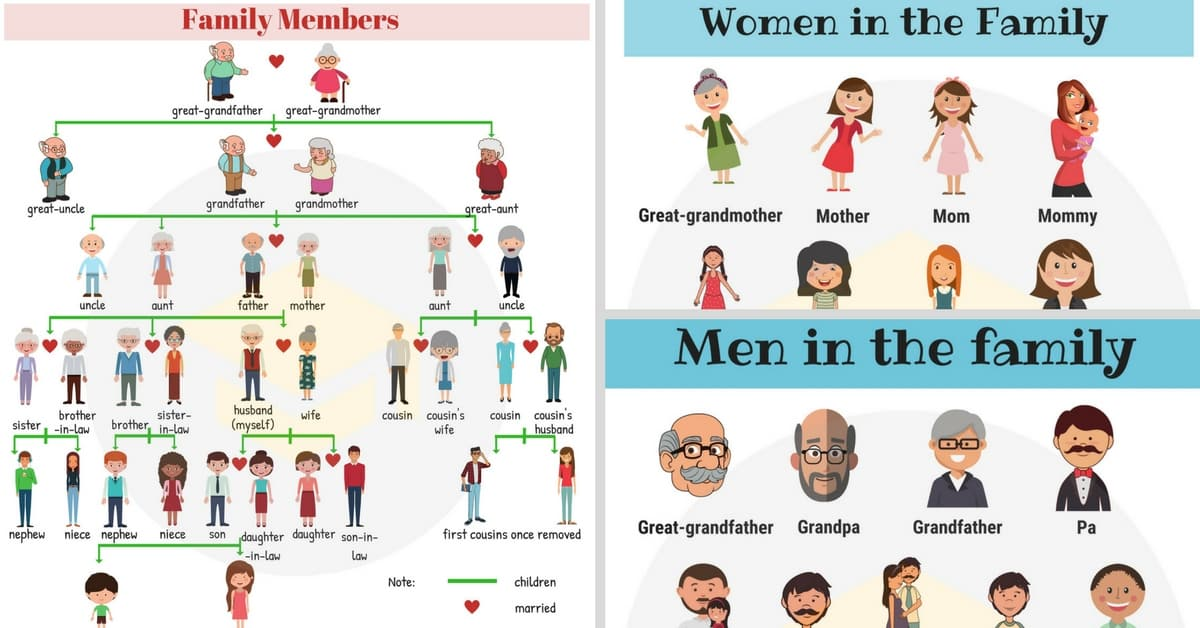 Family Members
great-grandfather
great-grandmother
great-uncle
grandfather
grandmother
great-aunt
uncle
aunt
father
mother
aunt
uncle
sister
brother
-in-law
brother
sister-
in-law
husband
(myself)
wife
cousin
cousin's
wife
cousin
cousin's
husband
nephew
niece
nephew
niece
son
daughter
-in-law
daughter
son-in-
law
first cousins once removed
Note:
children
married
Women in the Family
Great-grandmother
Mother
Mom
Mommy
Men in the family
Great-grandfather
Grandpa
Grandfather
Pa